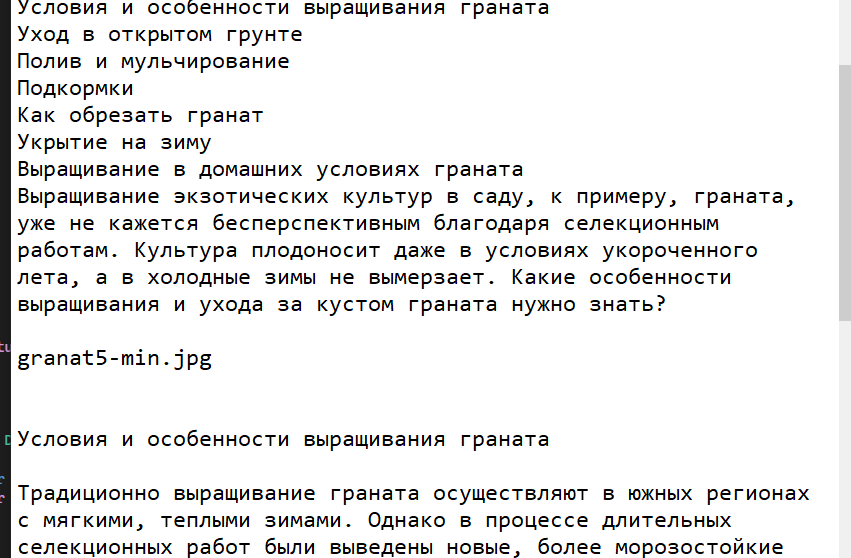 Условия и особенности выращивания граната
Уход в открытом грунте
Полив и мульчирование
Подкормки
Как обрезать гранат
Укрытие на зиму
Выращивание в домашних условиях граната
Выращивание экзотических культур в саду, к примеру, граната,
уже не кажется бесперспективным благодаря селекционным
работам. Культура плодоносит даже в условиях укороченного
лета, а в холодные зимы не вымерзает. Какие особенности
выращивания и ухода за кустом граната нужно знать?
granat5-min.jpg
Условия и особенности выращивания граната
Традиционно выращивание граната осуществляют в южных регионах
с мягкими, теплыми зимами. Однако в процессе длительных
селекционных работ были выведены новые, более морозостойкие